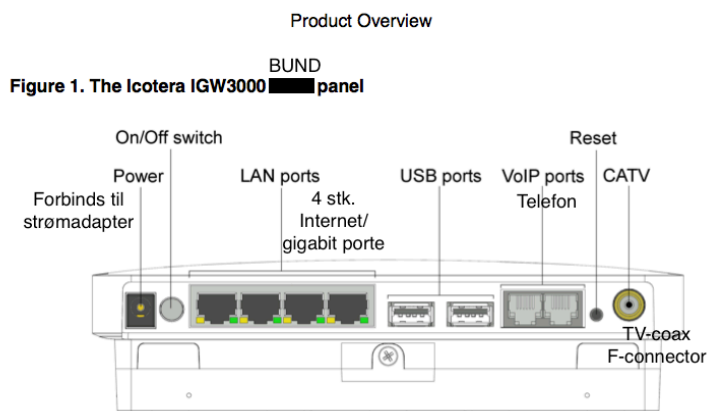 Product Overview
BUND
Figure 1. The Icotera IGW3000 panel
On/Off switch
Reset
Power
LAN ports
USB ports
VoIP ports
CATV
Forbinds til
strømadapter
4 stk.
Internet/
gigabit porte
Telefon
TV-coax
F-connector